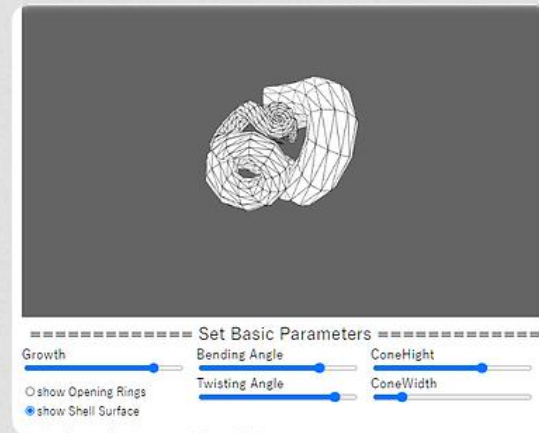 ============= Set Basic Parameters =============
Growth
Bending Angle
ConeHight
Twisting Angle
ConeWidth
show Opening Rings
show Shell Surface